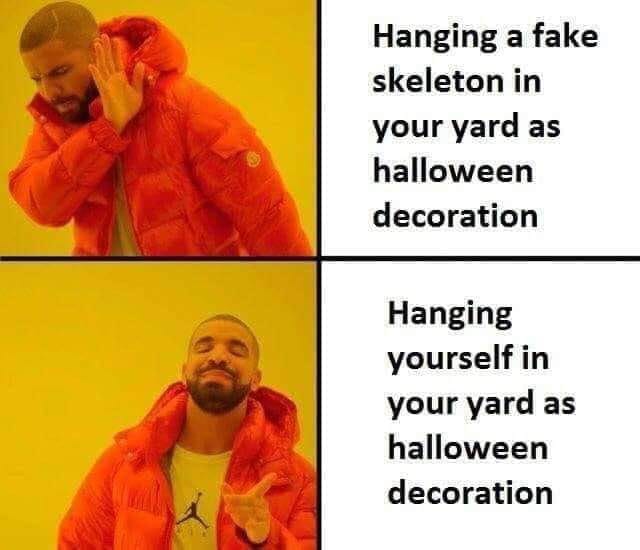 Hanging a fake
skeleton in
your yard as
halloween
decoration
Hanging
yourself in
your yard as
halloween
decoration